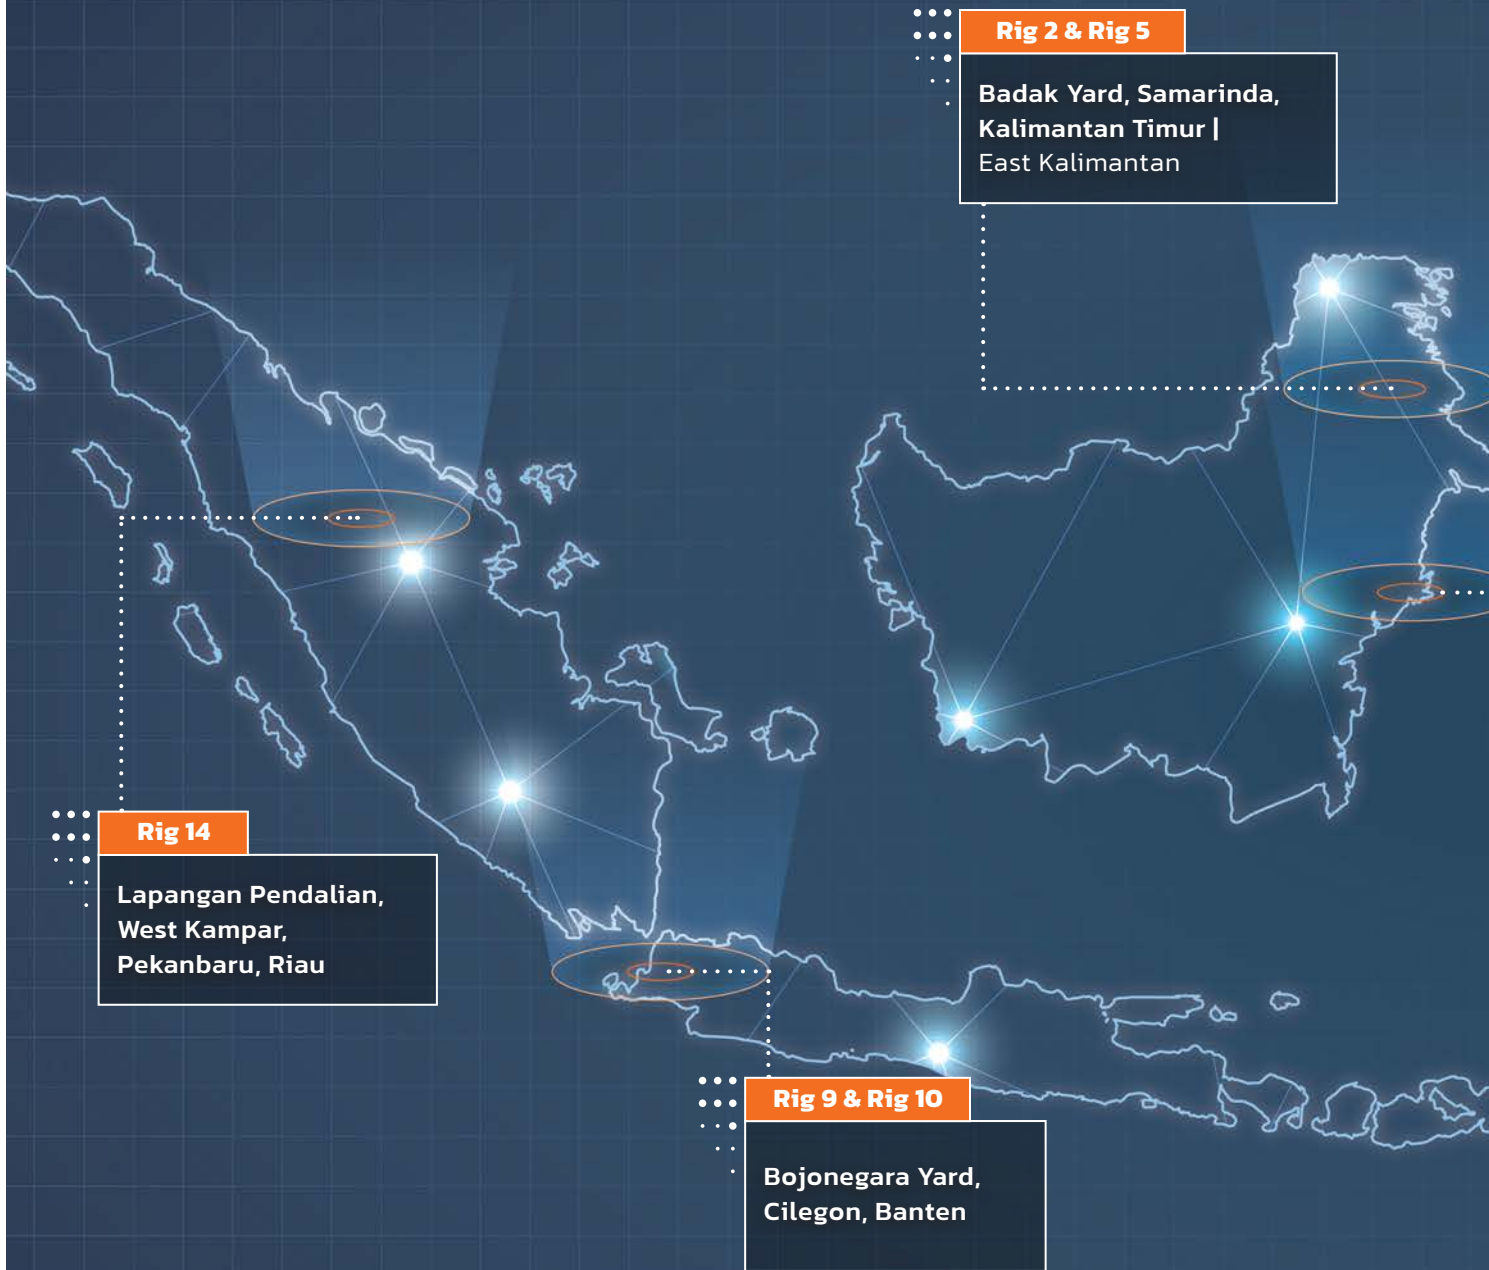 Rig 2 & Rig 5
Badak Yard, Samarinda,
Kalimantan Timur |
East Kalimantan
Rig 14
Lapangan Pendalian,
West Kampar,
Pekanbaru, Riau
Rig 9 & Rig 10
Bojonegara Yard,
Cilegon, Banten